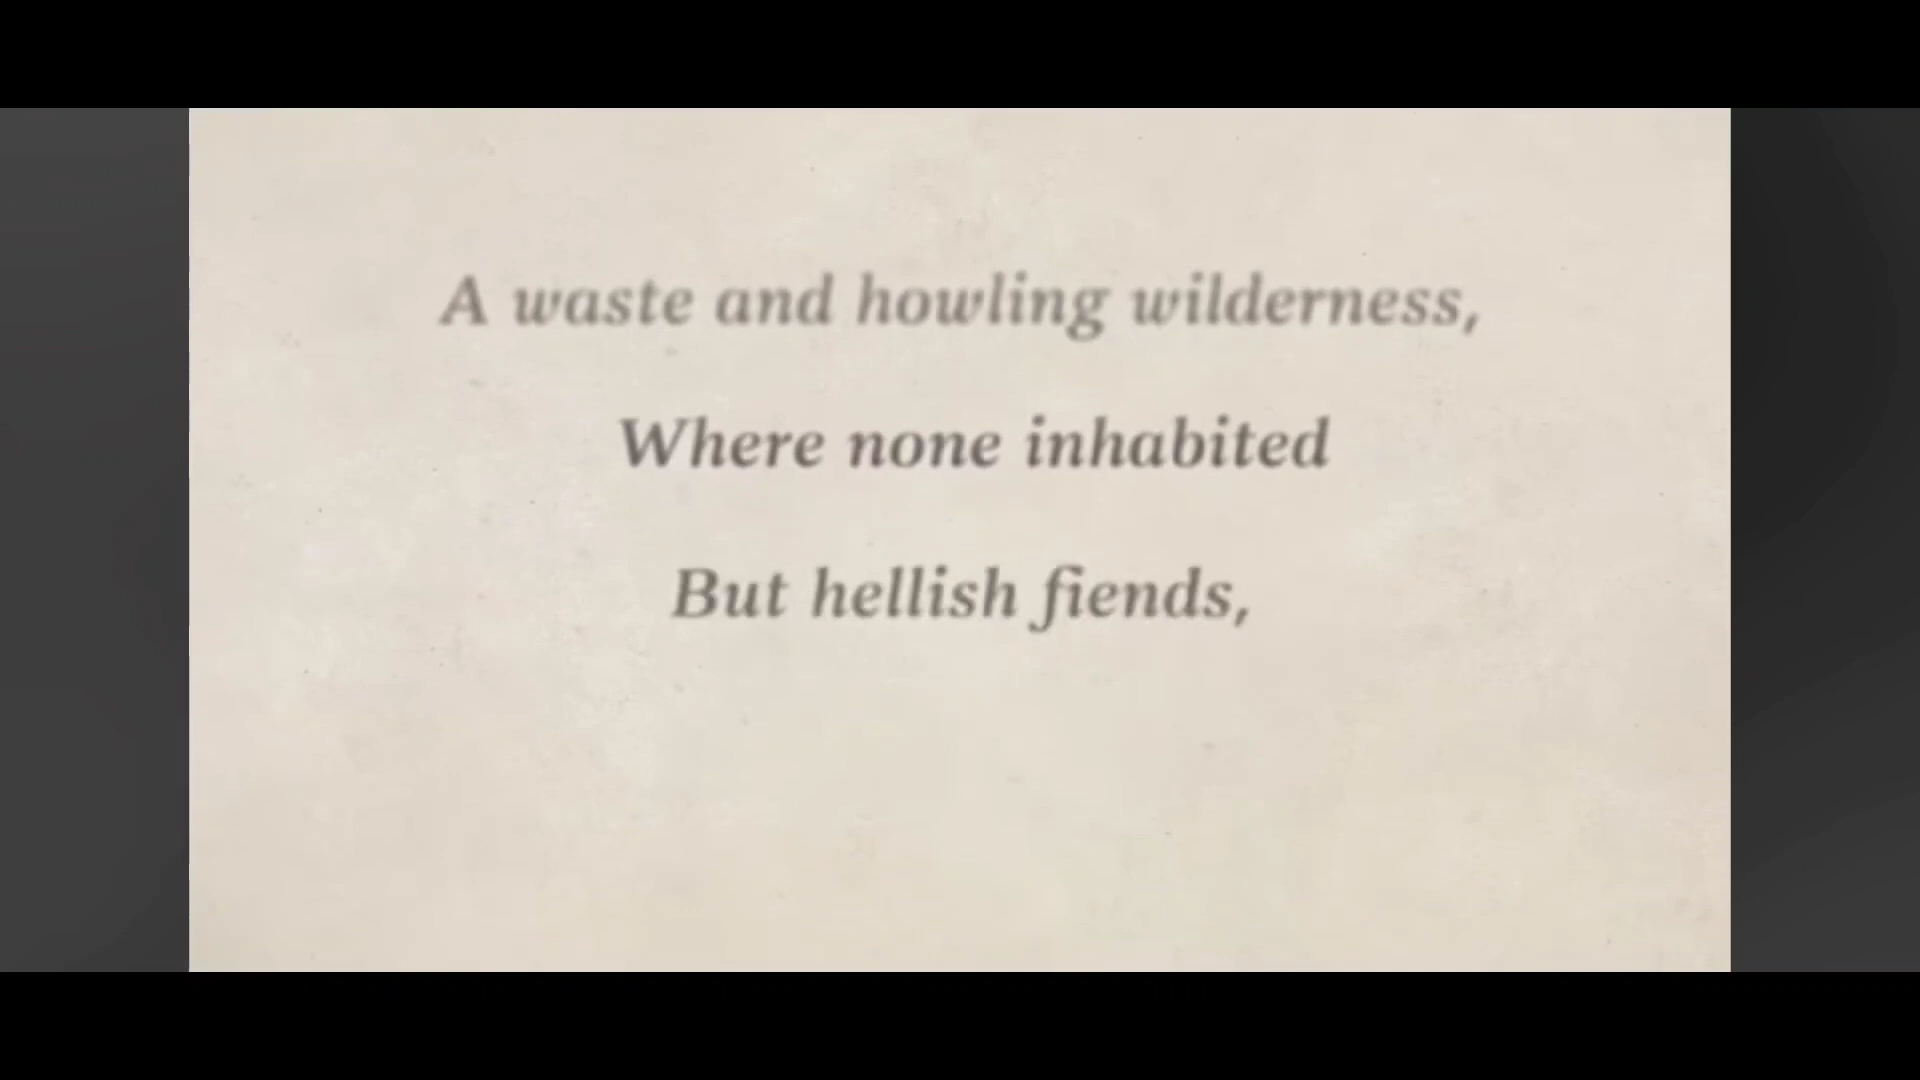 A waste and howling wilderness,
Where none inhabited
But hellish fiends,